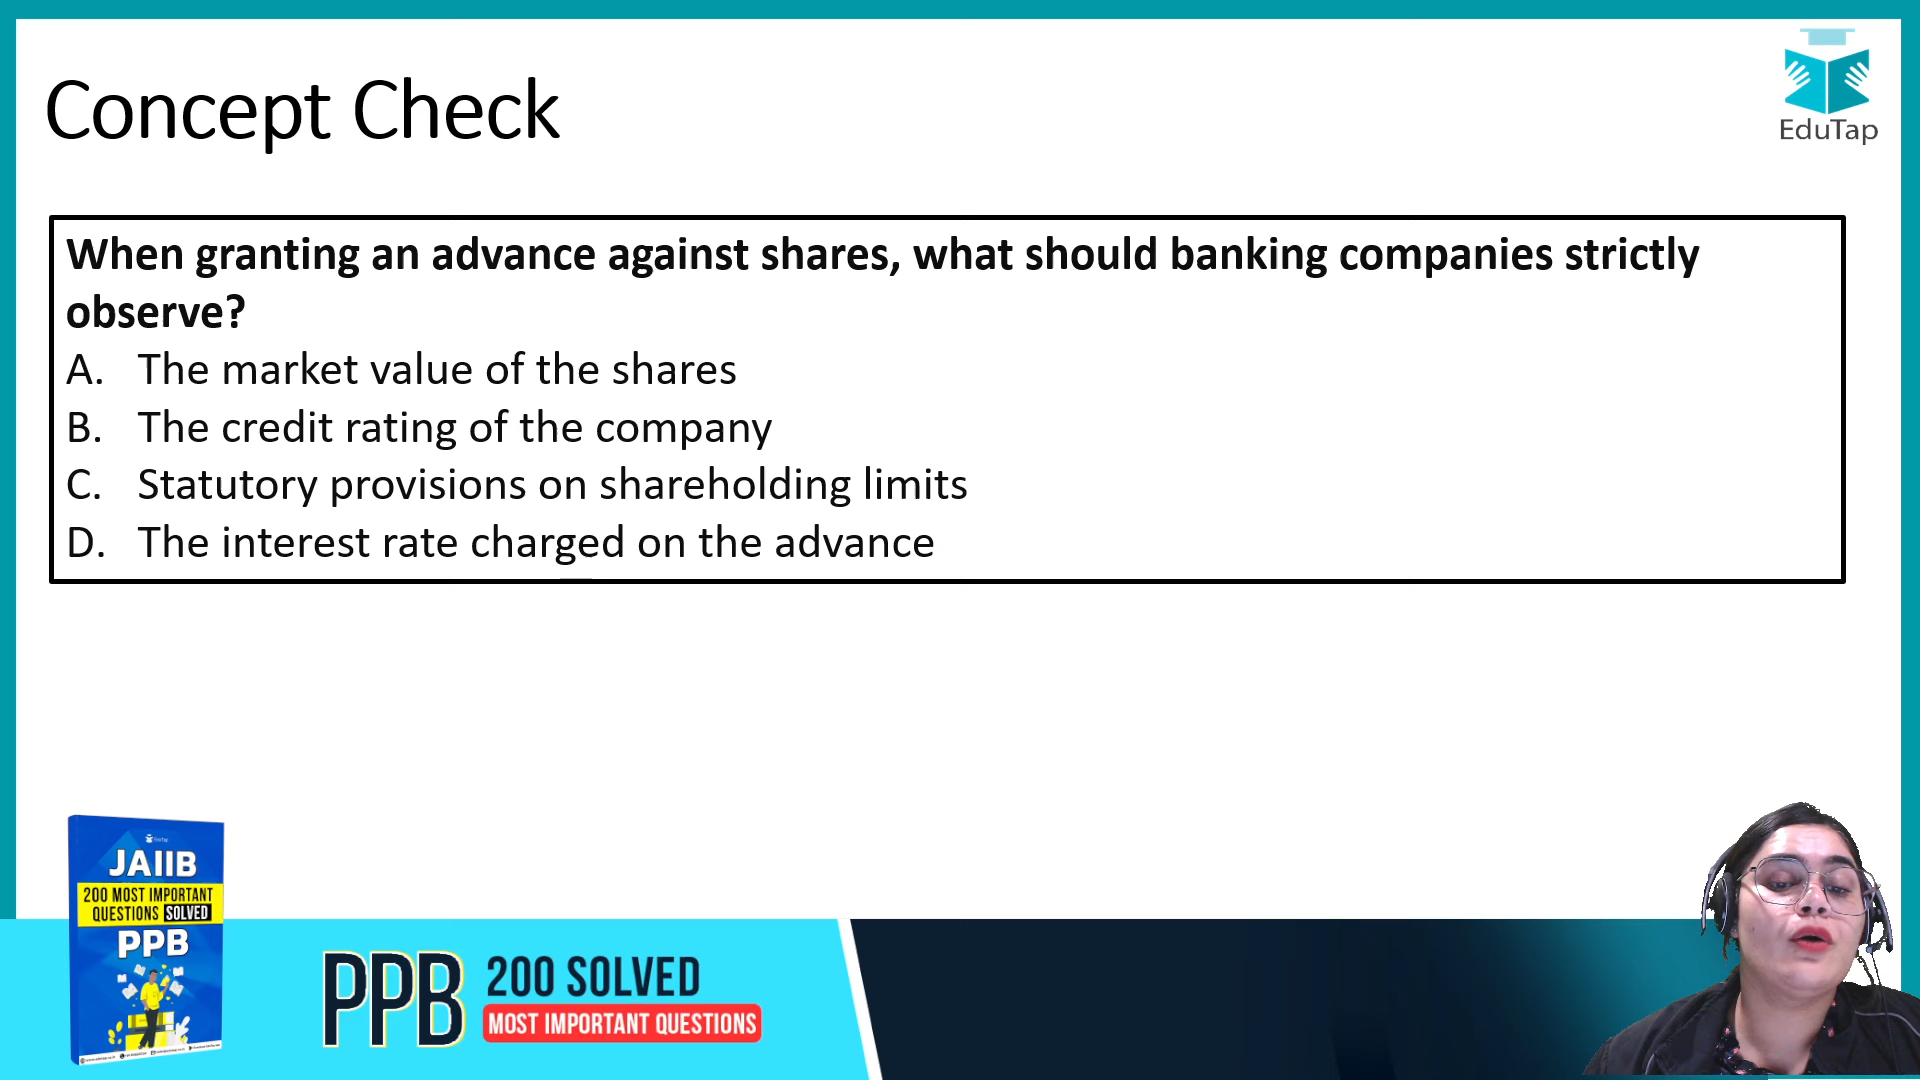 Concept Check
EduTap
When granting an advance against shares, what should banking companies strictly
observe?
A. The market value of the shares
B. The credit rating of the company
C. Statutory provisions on shareholding limits
D. The interest rate charged on the advance
JAIIB
200 MOST IMPORTANT
QUESTIONS SOLVED
PPB
PPB
200 SOLVED
MOST IMPORTANT QUESTIONS